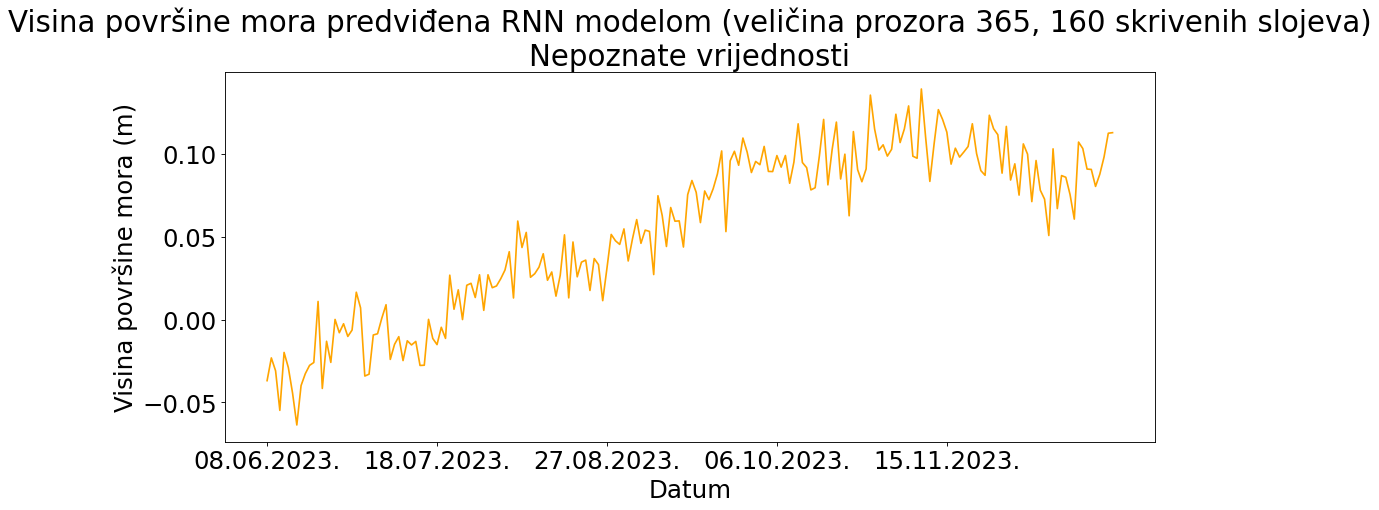 Visina površine mora predviđena RNN modelom (veličina prozora 365, 160 skrivenih slojeva)
Nepoznate vrijednosti
Visina površine mora (m)
0.10
0.05
0.00
−0.05
08.06.2023. 18.07.2023. 27.08.2023. 06.10.2023. 15.11.2023.
Datum